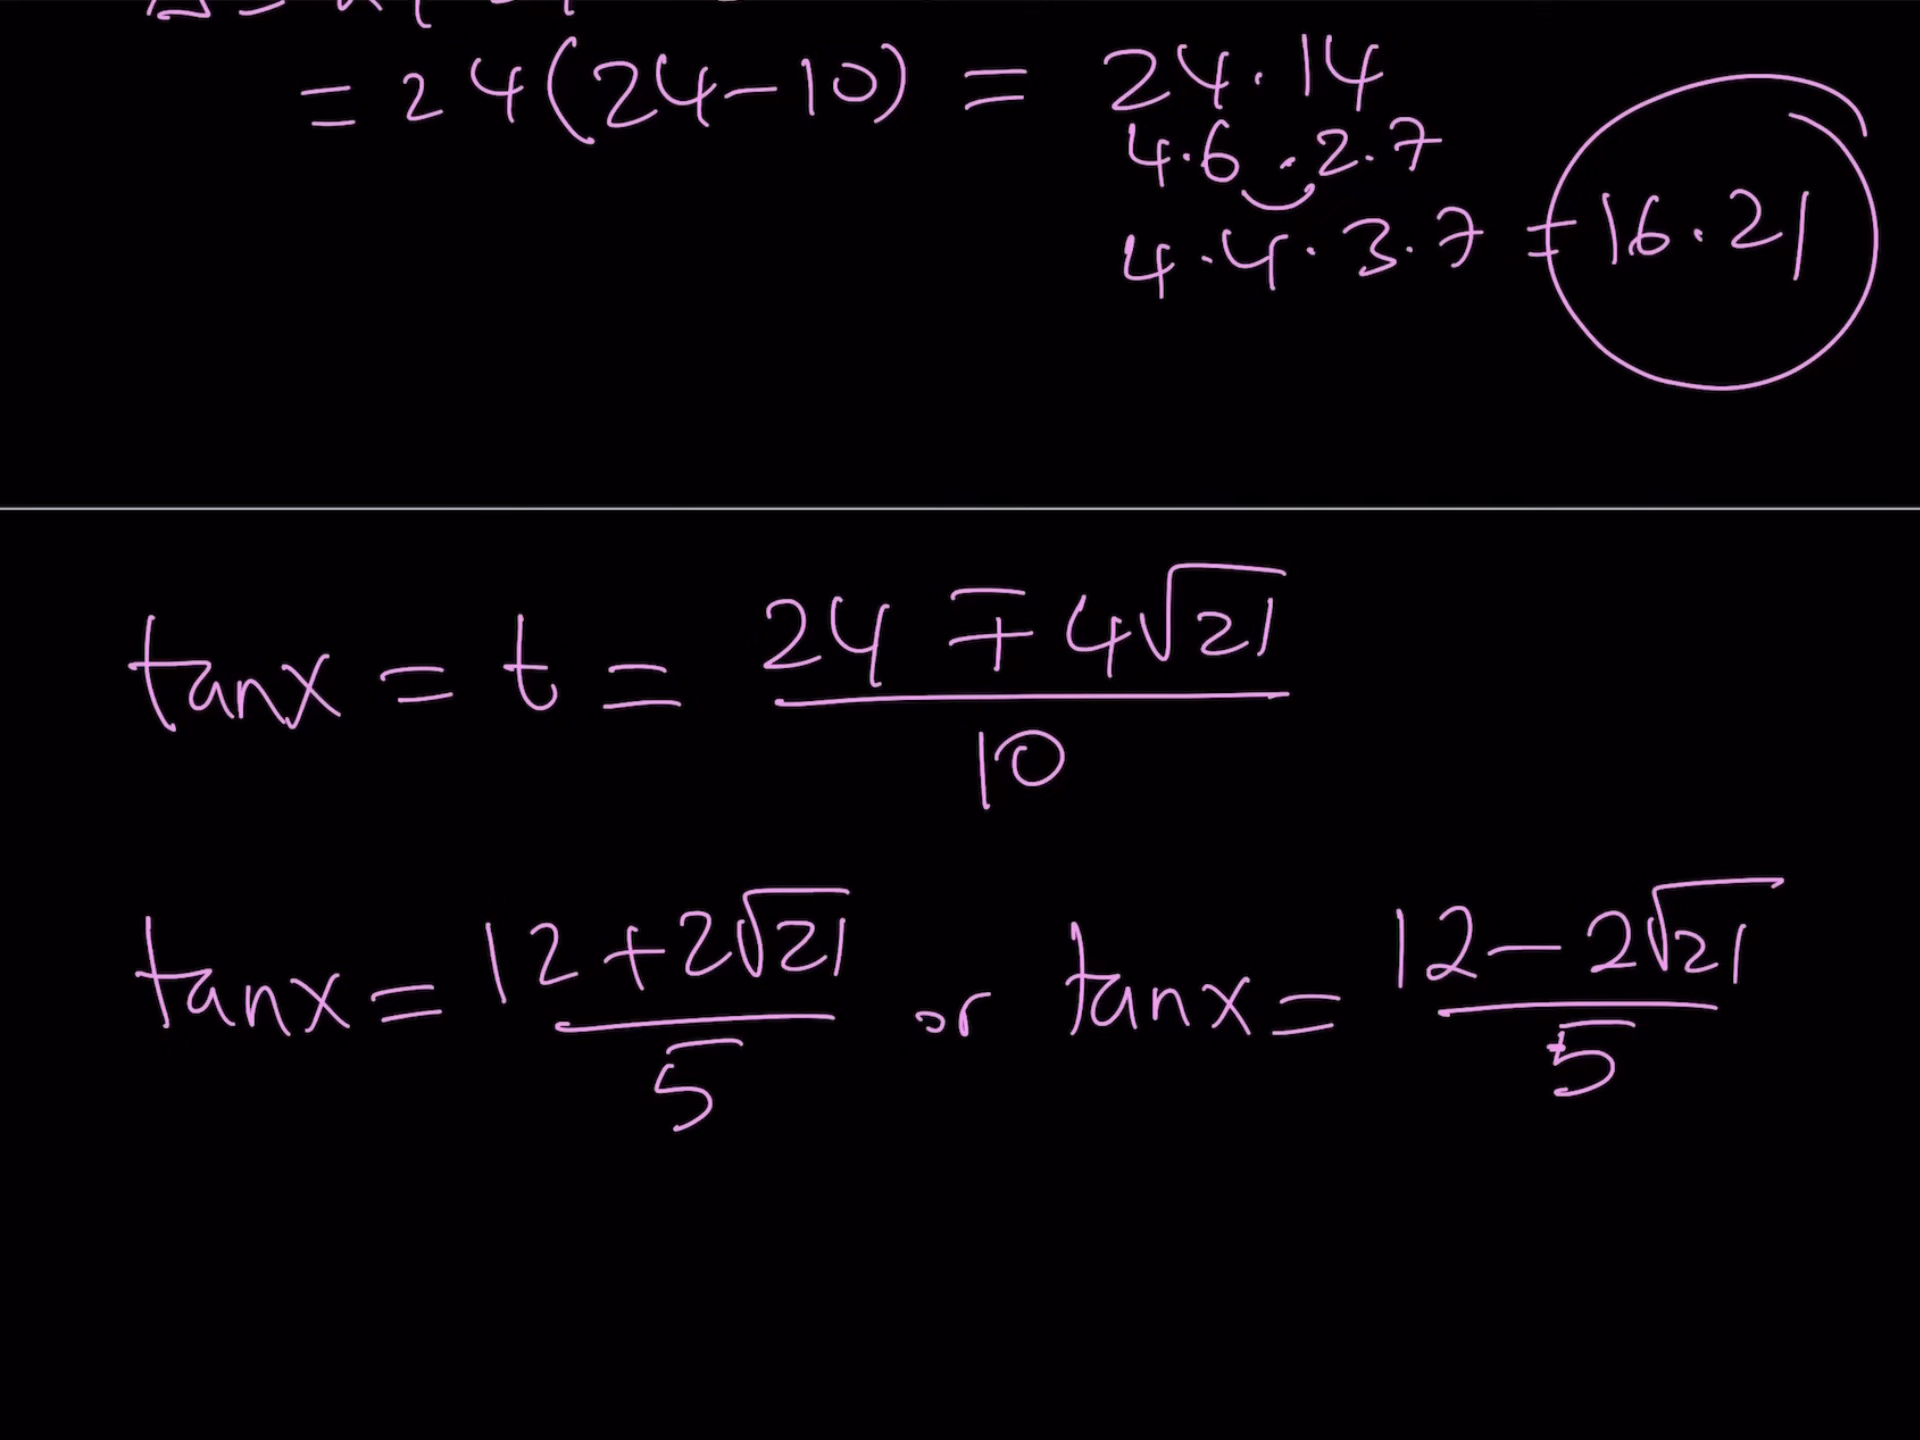 = 24(24-10) = 24·14
4·6·2·7
4·4·3·7 = 16·21
tanx = t = (24 ∓ 4√21)/10
tanx = (12+2√21)/5 or tanx = (12-2√21)/5